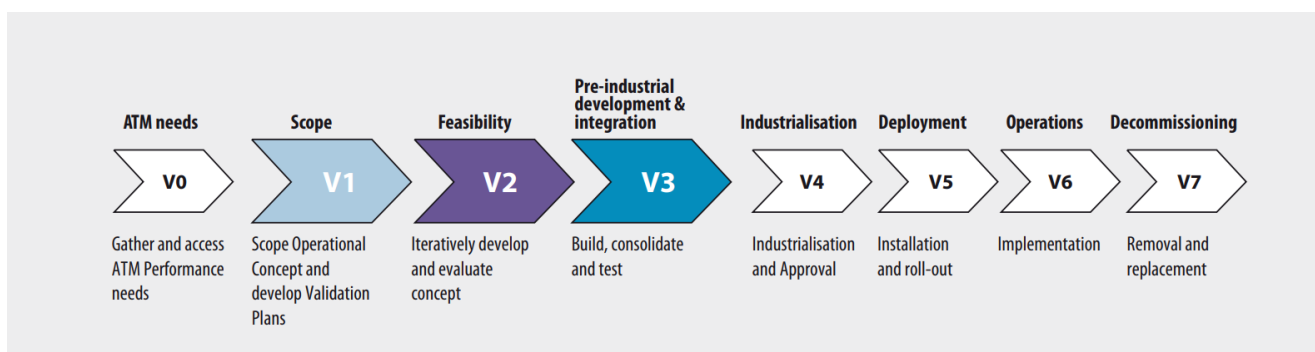 ATM needs
Scope
Feasibility
Pre-industrial
development &
integration
Industrialisation
Deployment
Operations
Decommissioning
V0
V1
V2
V3
V4
V5
V6
V7
Gather and access
ATM Performance
needs
Scope Operational
Concept and
develop Validation
Plans
Iteratively develop
and evaluate
concept
Build, consolidate
and test
Industrialisation
and Approval
Installation
and roll-out
Implementation
Removal and
replacement